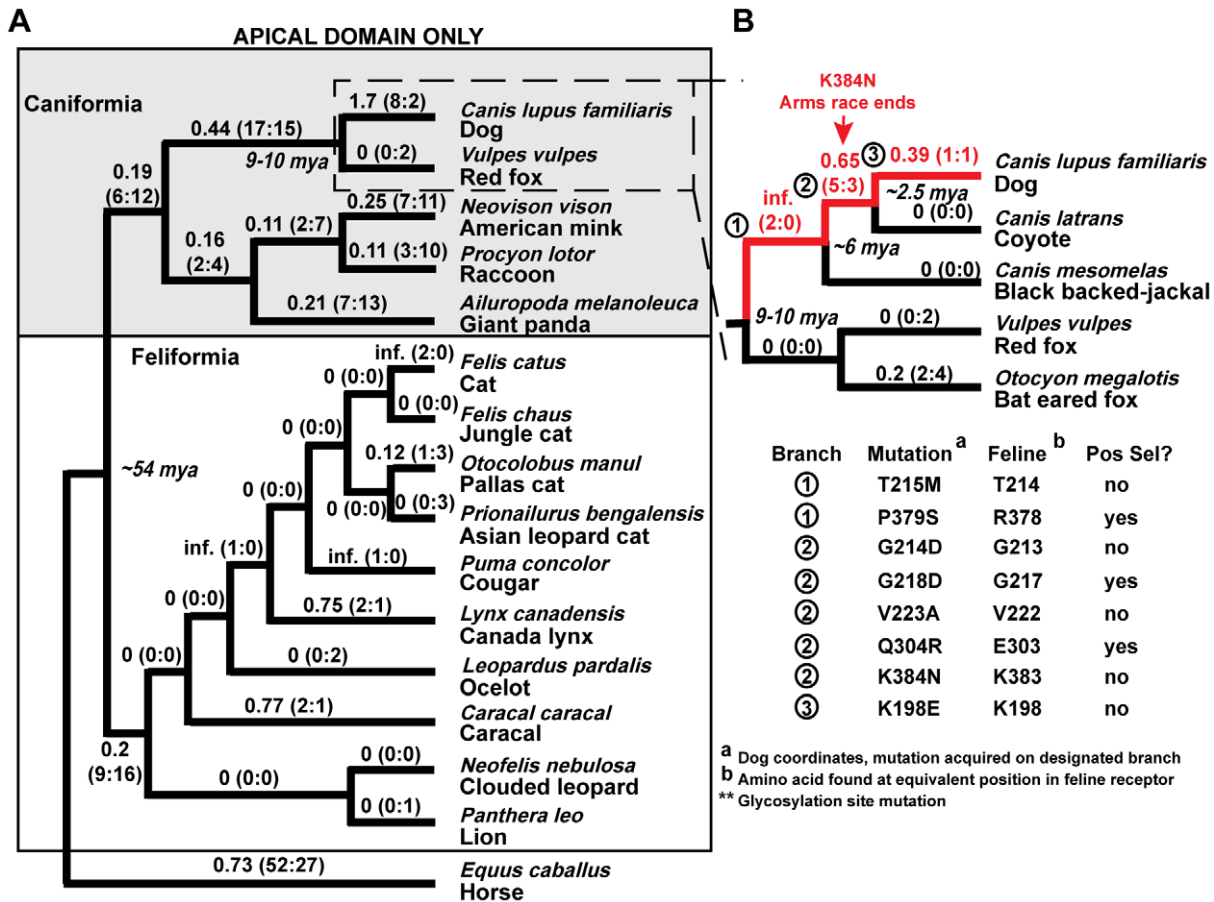 A
APICAL DOMAIN ONLY
Caniformia
0.19
(6:12)
0.44 (17:15)
9-10 mya
1.7 (8:2)
Canis lupus familiaris
Dog
0 (0:2)
Vulpes vulpes
Red fox
0.16
(2:4)
0.11 (2:7)
0.25 (7:11)
Neovison vison
American mink
0.11 (3:10)
Procyon lotor
Raccoon
0.21 (7:13)
Ailuropoda melanoleuca
Giant panda
Feliformia
~54 mya
inf. (2:0)
Felis catus
Cat
0 (0:0)
0 (0:0)
Felis chaus
Jungle cat
0 (0:0)
0.12 (1:3)
Otocolobus manul
Pallas cat
0 (0:0)
0 (0:0)
0 (0:3)
Prionailurus bengalensis
Asian leopard cat
inf. (1:0)
inf. (1:0)
Puma concolor
Cougar
0 (0:0)
0.75 (2:1)
Lynx canadensis
Canada lynx
0 (0:0)
0 (0:2)
Leopardus pardalis
Ocelot
0.77 (2:1)
Caracal caracal
Caracal
0.2
(9:16)
0 (0:0)
0 (0:0)
Neofelis nebulosa
Clouded leopard
0 (0:1)
Panthera leo
Lion
0.73 (52:27)
Equus caballus
Horse
B
K384N
Arms race ends
1
inf.
(2:0)
2
0.65
(5:3)
3
0.39 (1:1)
Canis lupus familiaris
Dog
~2.5 mya
0 (0:0)
Canis latrans
Coyote
~6 mya
0 (0:0)
Canis mesomelas
Black backed-jackal
9-10 mya
0 (0:0)
0 (0:2)
Vulpes vulpes
Red fox
0.2 (2:4)
Otocyon megalotis
Bat eared fox
Branch Mutation a Feline b Pos Sel?
1 T215M T214 no
1 P379S R378 yes
2 G214D G213 no
2 G218D G217 yes
2 V223A V222 no
2 Q304R E303 yes
2 K384N K383 no
3 K198E K198 no
a Dog coordinates, mutation acquired on designated branch
b Amino acid found at equivalent position in feline receptor
** Glycosylation site mutation